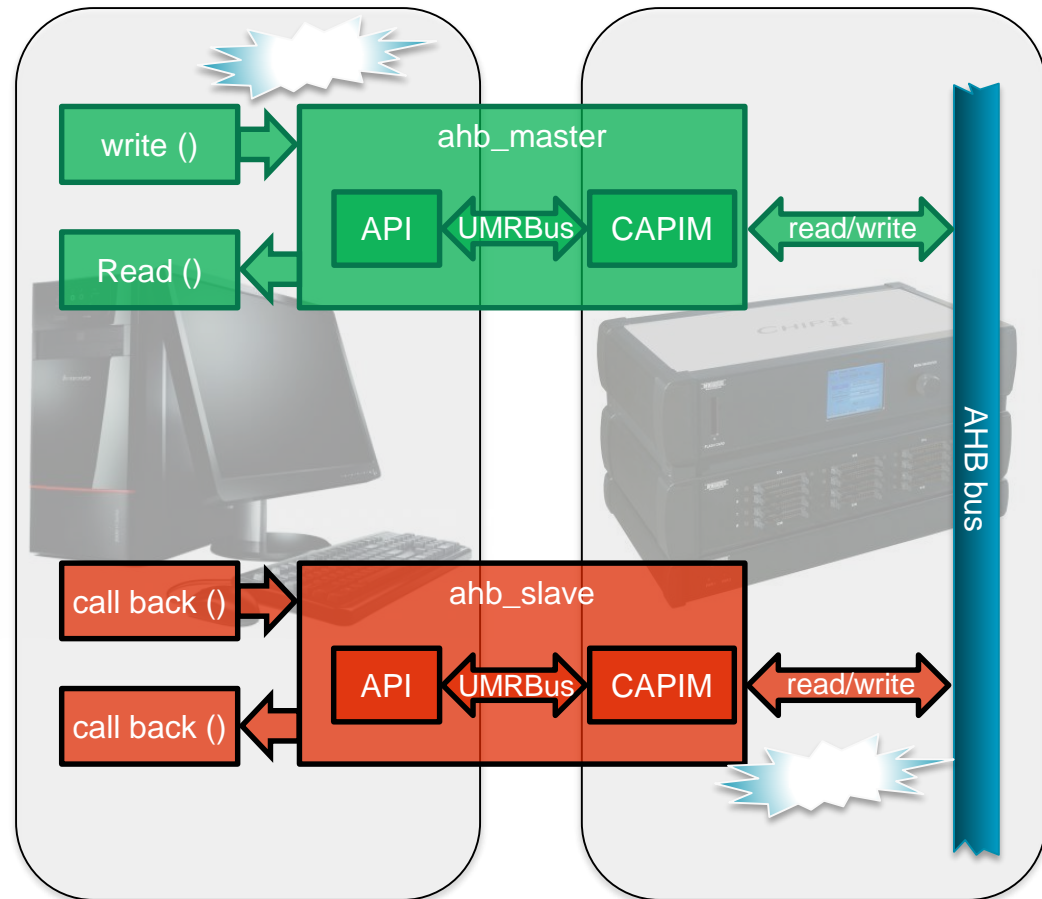 write ()
ahb_master
API
UMRBus
CAPIM
read/write
Read ()
CHIPit
AHB bus
call back ()
ahb_slave
API
UMRBus
CAPIM
read/write
call back ()